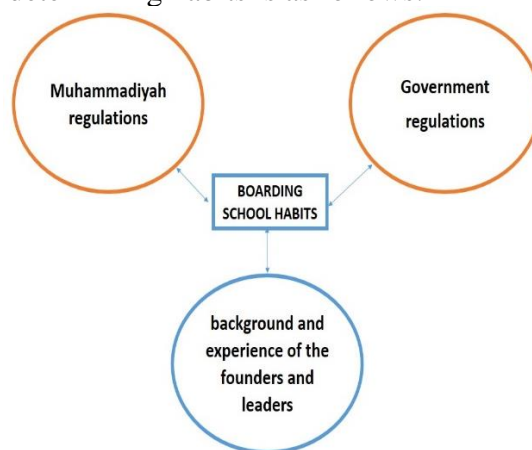 Muhammadiyah
regulations
Government
regulations
BOARDING
SCHOOL HABITS
background and
experience of the
founders and
leaders